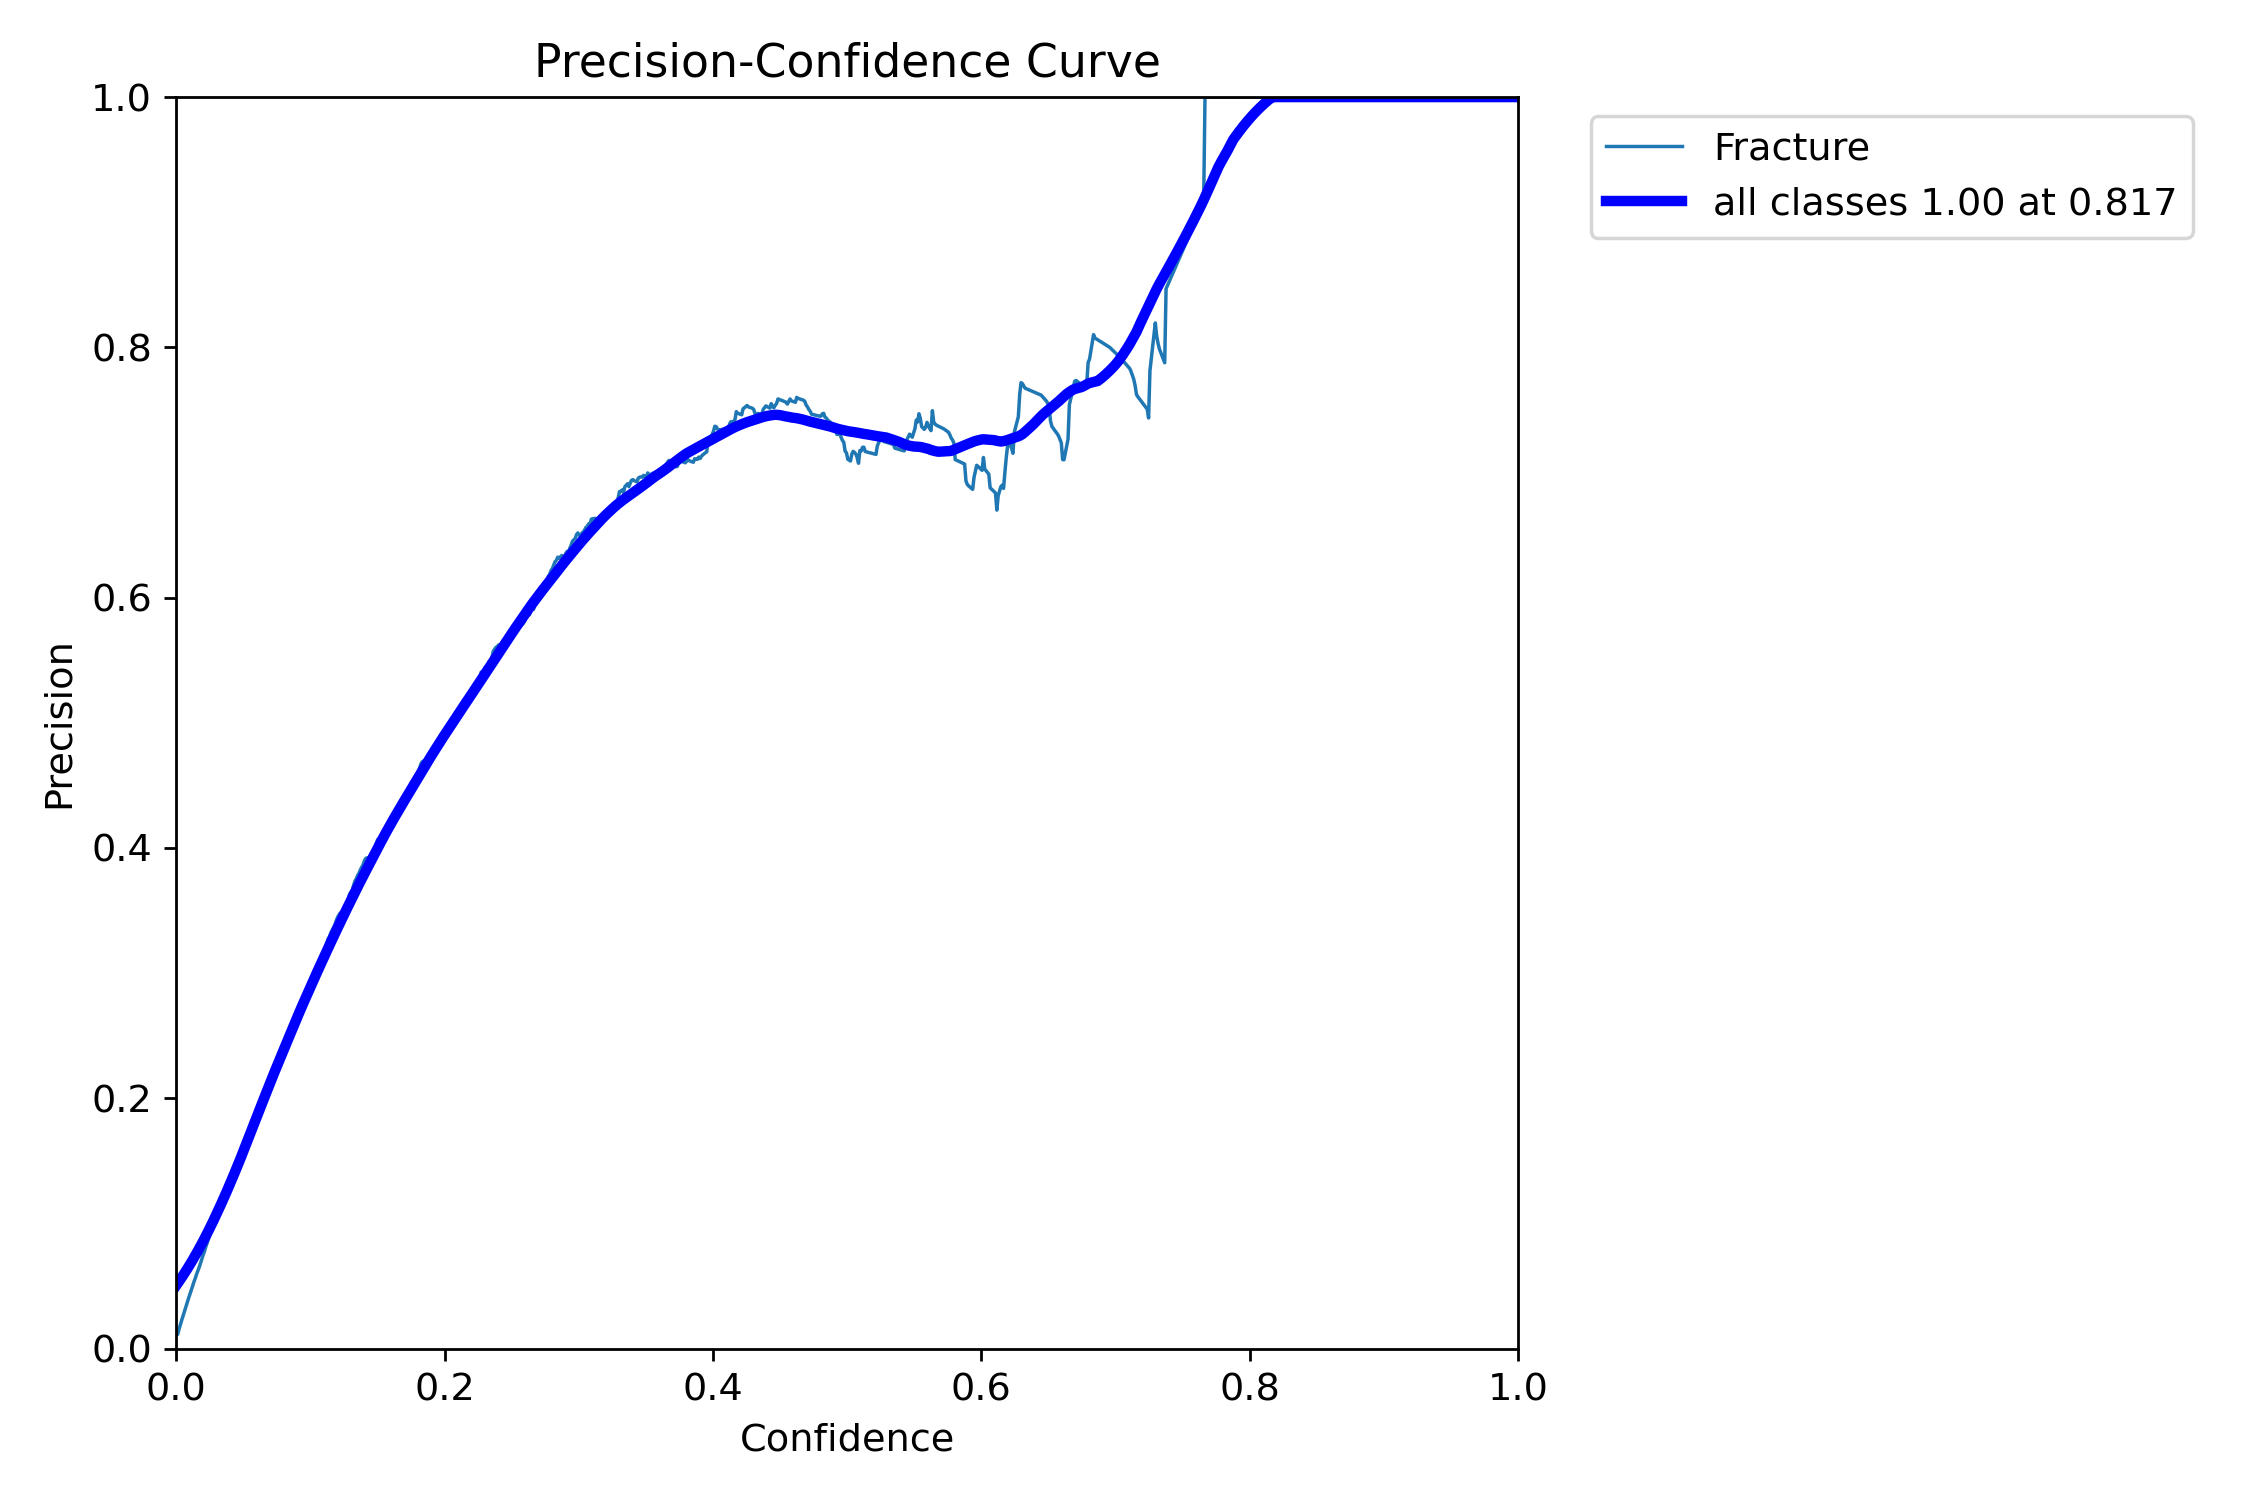 Precision-Confidence Curve
1.0
0.8
0.6
0.4
0.2
0.0
Precision
0.0 0.2 0.4 0.6 0.8 1.0
Confidence
Fracture
all classes 1.00 at 0.817